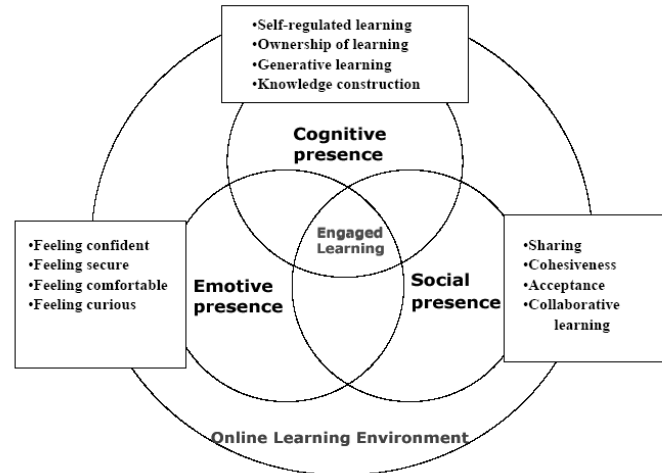 •Self-regulated learning
•Ownership of learning
•Generative learning
•Knowledge construction
Cognitive
presence
Engaged
Learning
•Feeling confident
•Feeling secure
•Feeling comfortable
•Feeling curious
Emotive
presence
Social
presence
•Sharing
•Cohesiveness
•Acceptance
•Collaborative
learning
Online Learning Environment